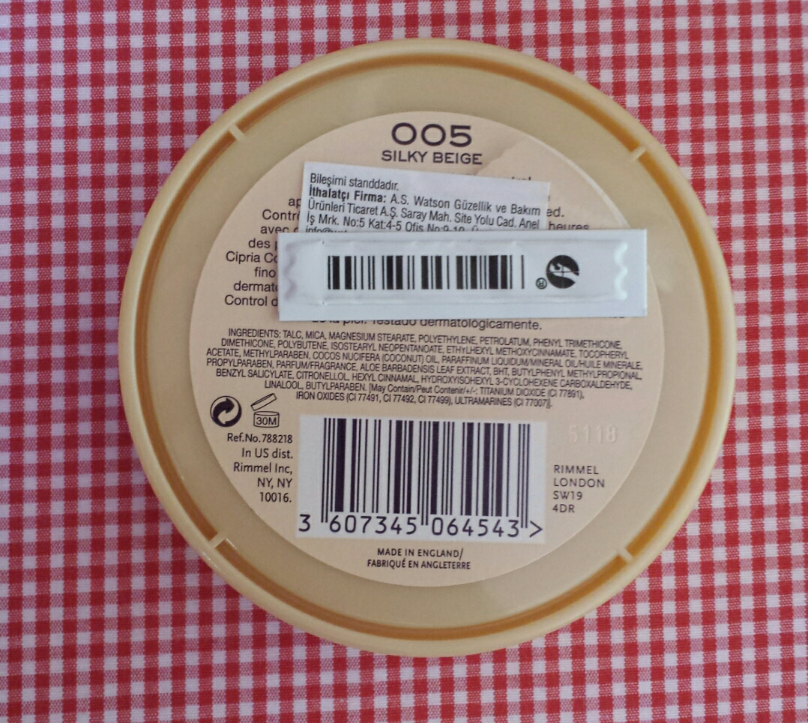 005
SILKY BEIGE
Bileşimi standdadır.
İthalatçı Firma: A.S. Watson Güzellik ve Bakım
Ürünleri Ticaret A.Ş. Saray Mah. Site Yolu Cad. Anel
İş Mrk. No:5 Kat:4-5 Ofis No:9-10
ed.
Contr
avec
heures
des
Cipria Co
fino
dermat
Control d
la piel. Testado dermatológicamente.
INGREDIENTS: TALC, MICA, MAGNESIUM STEARATE, POLYETHYLENE, PETROLATUM, PHENYL TRIMETHICONE,
DIMETHICONE, POLYBUTENE, ISOSTEARYL NEOPENTANOATE, ETHYLHEXYL METHOXYCINNAMATE, TOCOPHERYL
ACETATE, METHYLPARABEN, COCOS NUCIFERA (COCONUT) OIL, PARAFFINUM LIQUIDUM/MINERAL OIL/HUILE MINERALE,
PROPYLPARABEN, PARFUM/FRAGRANCE, ALOE BARBADENSIS LEAF EXTRACT, BHT, BUTYLPHENYL METHYLPROPIONAL,
BENZYL SALICYLATE, CITRONELLOL, HEXYL CINNAMAL, HYDROXYISOHEXYL 3-CYCLOHEXENE CARBOXALDEHYDE,
LINALOOL, BUTYLPARABEN. [May Contain/Peut Contenir/+/-: TITANIUM DIOXIDE (CI 77891),
IRON OXIDES (CI 77491, CI 77492, CI 77499), ULTRAMARINES (CI 77007)].
30M
5118
Ref.No.788218
In US dist.
Rimmel Inc,
NY, NY
10016.
RIMMEL
LONDON
SW19
4DR
3 607345 064543 >
MADE IN ENGLAND/
FABRIQUÉ EN ANGLETERRE